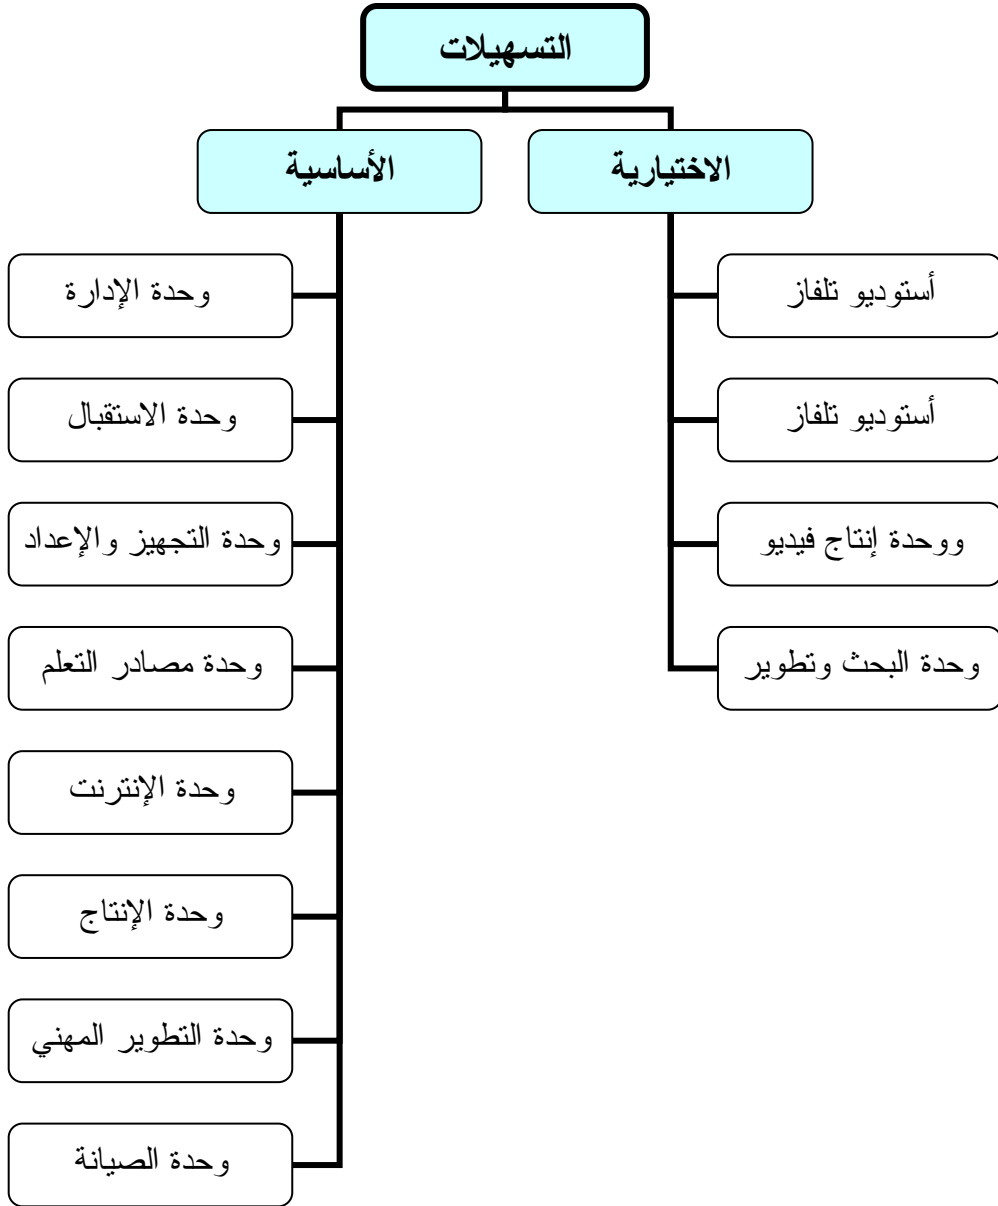 التسهيلات
الاختيارية
أستوديو تلفاز
أستوديو تلفاز
ووحدة إنتاج فيديو
وحدة البحث وتطوير
الأساسية
وحدة الإدارة
وحدة الاستقبال
وحدة التجهيز والإعداد
وحدة مصادر التعلم
وحدة الإنترنت
وحدة الإنتاج
وحدة التطوير المهني
وحدة الصيانة